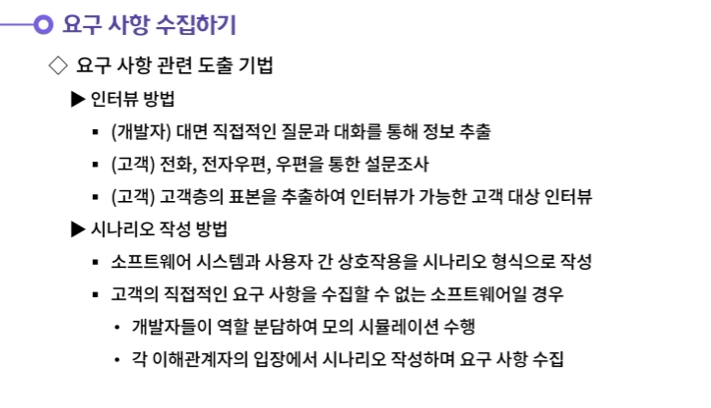 요구 사항 수집하기
◇ 요구 사항 관련 도출 기법
▶ 인터뷰 방법
▪ (개발자) 대면 직접적인 질문과 대화를 통해 정보 추출
▪ (고객) 전화, 전자우편, 우편을 통한 설문조사
▪ (고객) 고객층의 표본을 추출하여 인터뷰가 가능한 고객 대상 인터뷰
▶ 시나리오 작성 방법
▪ 소프트웨어 시스템과 사용자 간 상호작용을 시나리오 형식으로 작성
▪ 고객의 직접적인 요구 사항을 수집할 수 없는 소프트웨어일 경우
• 개발자들이 역할 분담하여 모의 시뮬레이션 수행
• 각 이해관계자의 입장에서 시나리오 작성하며 요구 사항 수집